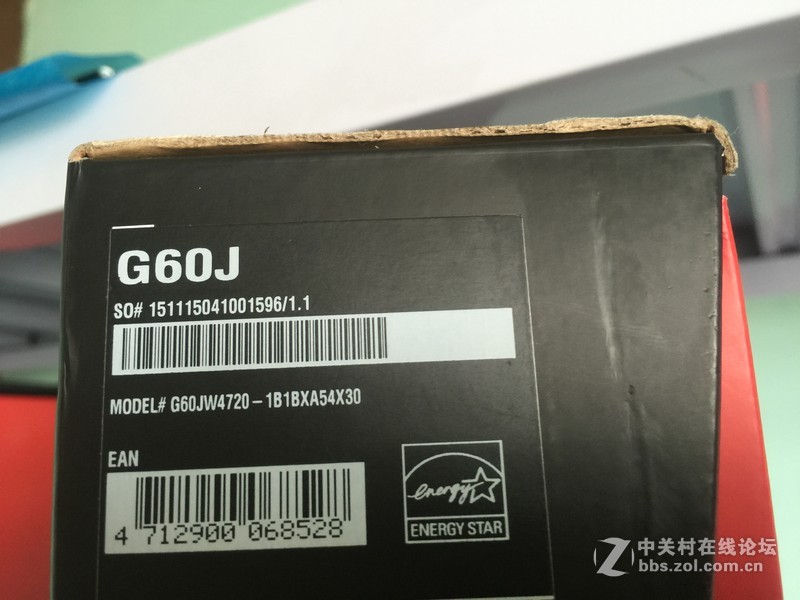 G60J
SO# 151115041001596/1.1
MODEL# G60JW4720-1B1BXA54X30
EAN
4 712900 068528
energy
ENERGY STAR
Z 中关村在线论坛
bbs.zol.com.cn